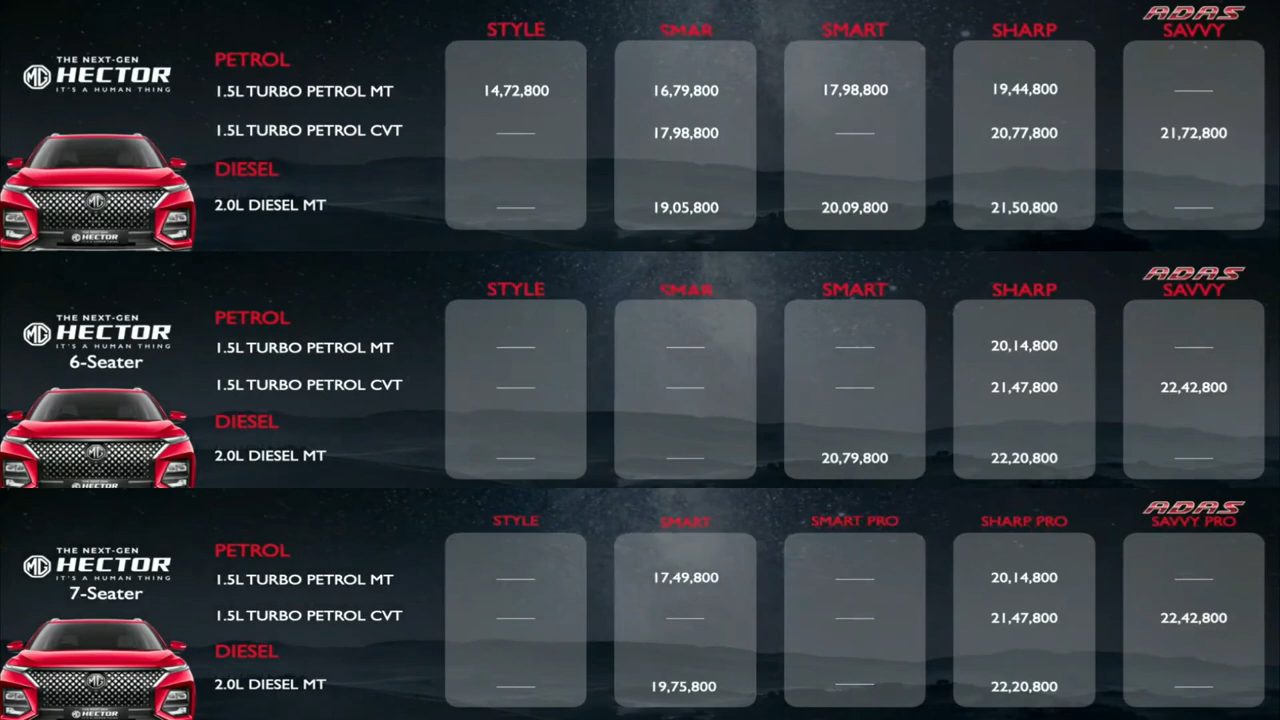 ADAS
STYLE SMAR SMART SHARP SAVVY
THE NEXT-GEN
MG HECTOR
IT'S A HUMAN THING
PETROL
1.5L TURBO PETROL MT 14,72,800 16,79,800 17,98,800 19,44,800 ——
1.5L TURBO PETROL CVT —— 17,98,800 —— 20,77,800 21,72,800
DIESEL
2.0L DIESEL MT —— 19,05,800 20,09,800 21,50,800 ——
MG
HECTOR
ADAS
STYLE SMAR SMART SHARP SAVVY
THE NEXT-GEN
MG HECTOR
IT'S A HUMAN THING
6-Seater
PETROL
1.5L TURBO PETROL MT —— —— —— 20,14,800 ——
1.5L TURBO PETROL CVT —— —— —— 21,47,800 22,42,800
DIESEL
2.0L DIESEL MT —— —— 20,79,800 22,20,800 ——
MG
ADAS
STYLE SMART SMART PRO SHARP PRO SAVVY PRO
THE NEXT-GEN
MG HECTOR
IT'S A HUMAN THING
7-Seater
PETROL
1.5L TURBO PETROL MT —— 17,49,800 —— 20,14,800 ——
1.5L TURBO PETROL CVT —— —— —— 21,47,800 22,42,800
DIESEL
2.0L DIESEL MT —— 19,75,800 —— 22,20,800 ——
MG
HECTOR